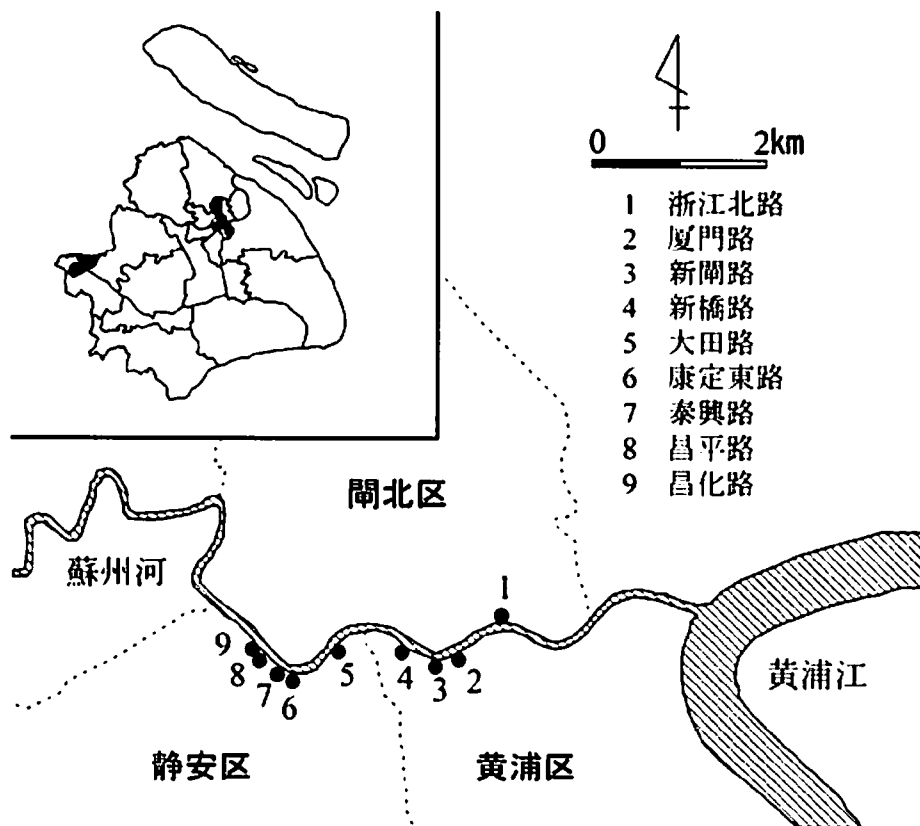 0 2km
1 浙江北路
2 厦門路
3 新閘路
4 新橋路
5 大田路
6 康定東路
7 泰興路
8 昌平路
9 昌化路
閘北区
蘇州河
1
9
8
7
6
5
4
3
2
黄浦江
静安区
黄浦区